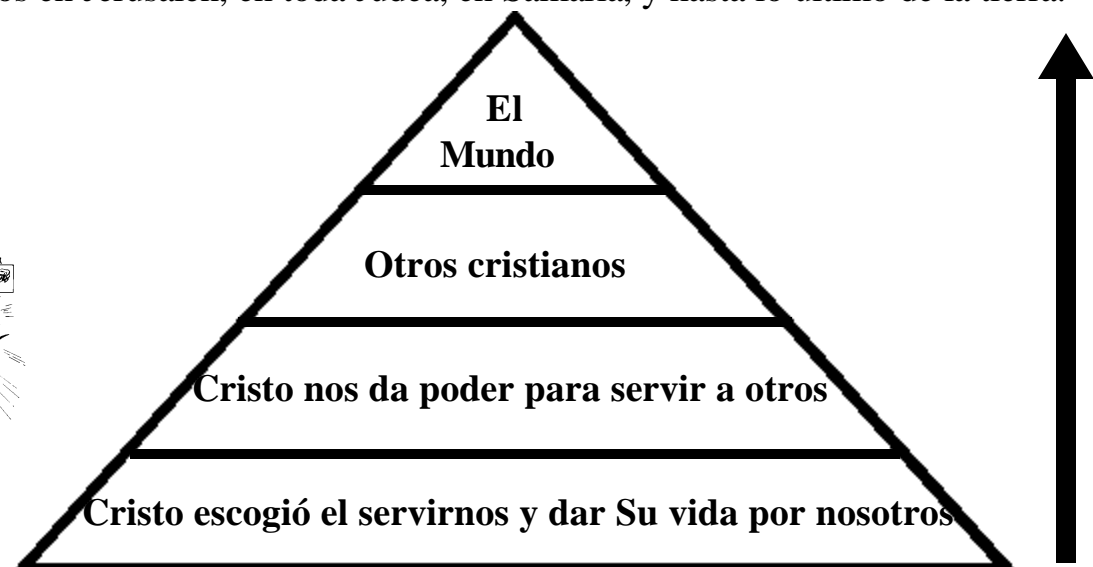 en Jerusalén, en toda Judea, en Samaria, y hasta lo último de la tierra.
El
Mundo
Otros cristianos
Cristo nos da poder para servir a otros
Cristo escogió el servirnos y dar Su vida por nosotros